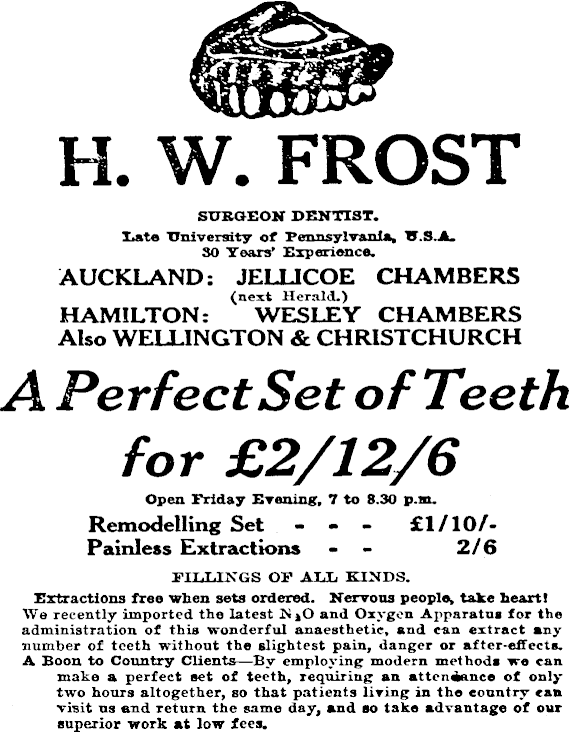 H. W. FROST
SURGEON DENTIST.
Late University of Pennsylvania, U.S.A.
30 Years' Experience.
AUCKLAND: JELLICOE CHAMBERS
(next Herald.)
HAMILTON: WESLEY CHAMBERS
Also WELLINGTON & CHRISTCHURCH
A Perfect Set of Teeth
for £2/12/6
Open Friday Evening, 7 to 8.30 p.m.
Remodelling Set - - - £1/10/-
Painless Extractions - - 2/6
FILLINGS OF ALL KINDS.
Extractions free when sets ordered. Nervous people, take heart!
We recently imported the latest N₂O and Oxygen Apparatus for the
administration of this wonderful anaesthetic, and can extract any
number of teeth without the slightest pain, danger or after-effects.
A Boon to Country Clients—By employing modern methods we can
make a perfect set of teeth, requiring an attendance of only
two hours altogether, so that patients living in the country can
visit us and return the same day, and so take advantage of our
superior work at low fees.